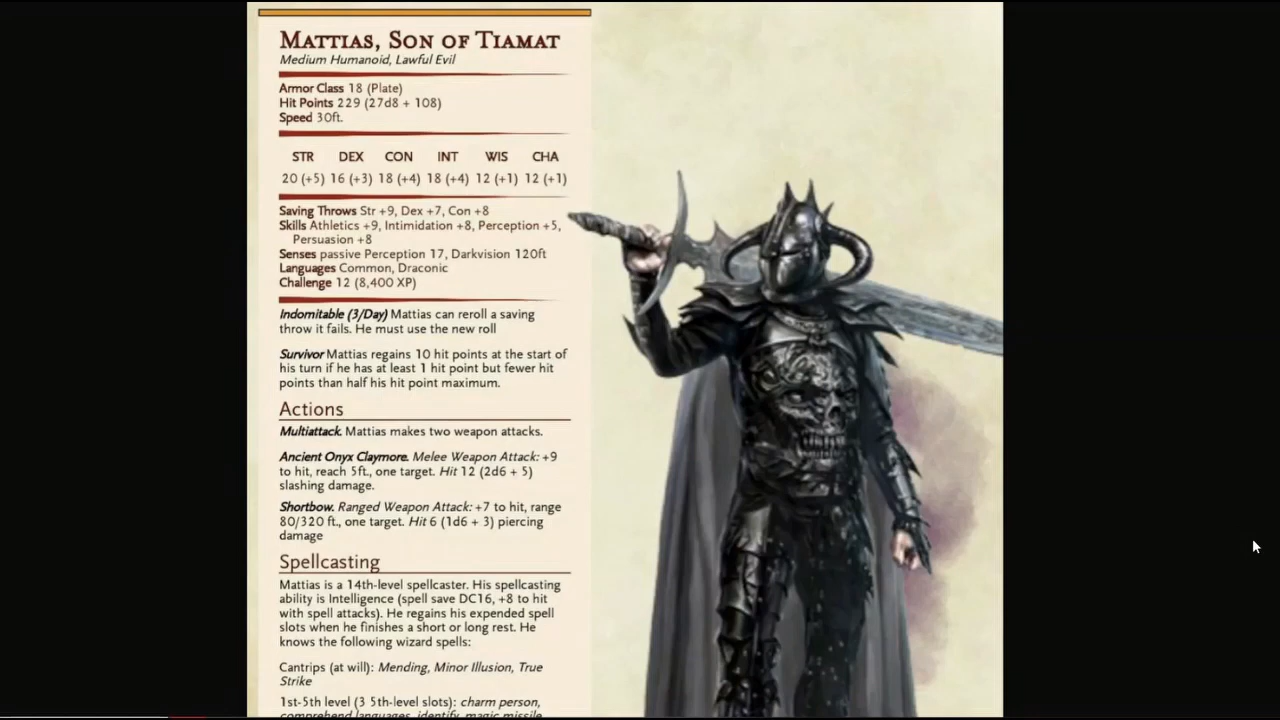 Mattias, Son of Tiamat
Medium Humanoid, Lawful Evil
Armor Class 18 (Plate)
Hit Points 229 (27d8 + 108)
Speed 30ft.
STR DEX CON INT WIS CHA
20 (+5) 16 (+3) 18 (+4) 18 (+4) 12 (+1) 12 (+1)
Saving Throws Str +9, Dex +7, Con +8
Skills Athletics +9, Intimidation +8, Perception +5,
Persuasion +8
Senses passive Perception 17, Darkvision 120ft
Languages Common, Draconic
Challenge 12 (8,400 XP)
Indomitable (3/Day) Mattias can reroll a saving
throw it fails. He must use the new roll
Survivor Mattias regains 10 hit points at the start of
his turn if he has at least 1 hit point but fewer hit
points than half his hit point maximum.
Actions
Multiattack. Mattias makes two weapon attacks.
Ancient Onyx Claymore. Melee Weapon Attack: +9
to hit, reach 5ft., one target. Hit 12 (2d6 + 5)
slashing damage.
Shortbow. Ranged Weapon Attack: +7 to hit, range
80/320 ft., one target. Hit 6 (1d6 + 3) piercing
damage
Spellcasting
Mattias is a 14th-level spellcaster. His spellcasting
ability is Intelligence (spell save DC16, +8 to hit
with spell attacks). He regains his expended spell
slots when he finishes a short or long rest. He
knows the following wizard spells:
Cantrips (at will): Mending, Minor Illusion, True
Strike
1st-5th level (3 5th-level slots): charm person,
comprehend languages, identify, magic missile,